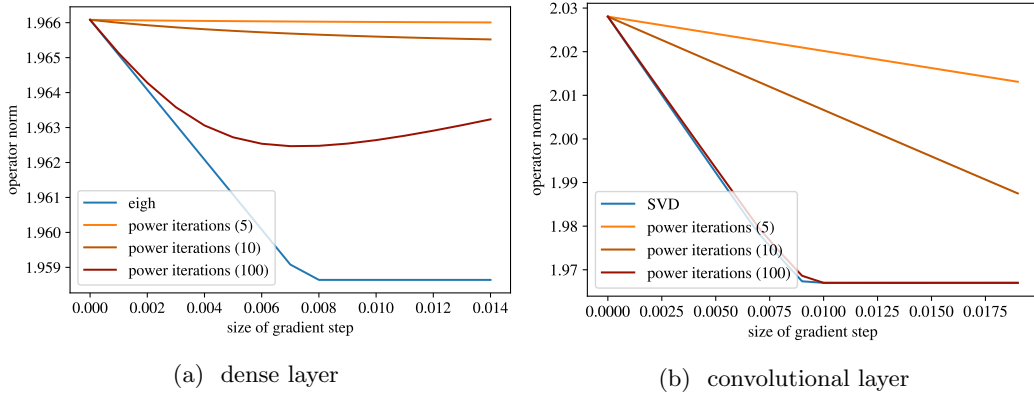 1.966
1.965
1.964
1.963
1.962
1.961
1.960
1.959
operator norm
eigh
power iterations (5)
power iterations (10)
power iterations (100)
0.000 0.002 0.004 0.006 0.008 0.010 0.012 0.014
size of gradient step
(a) dense layer
2.03
2.02
2.01
2.00
1.99
1.98
1.97
operator norm
SVD
power iterations (5)
power iterations (10)
power iterations (100)
0.0000 0.0025 0.0050 0.0075 0.0100 0.0125 0.0150 0.0175
size of gradient step
(b) convolutional layer